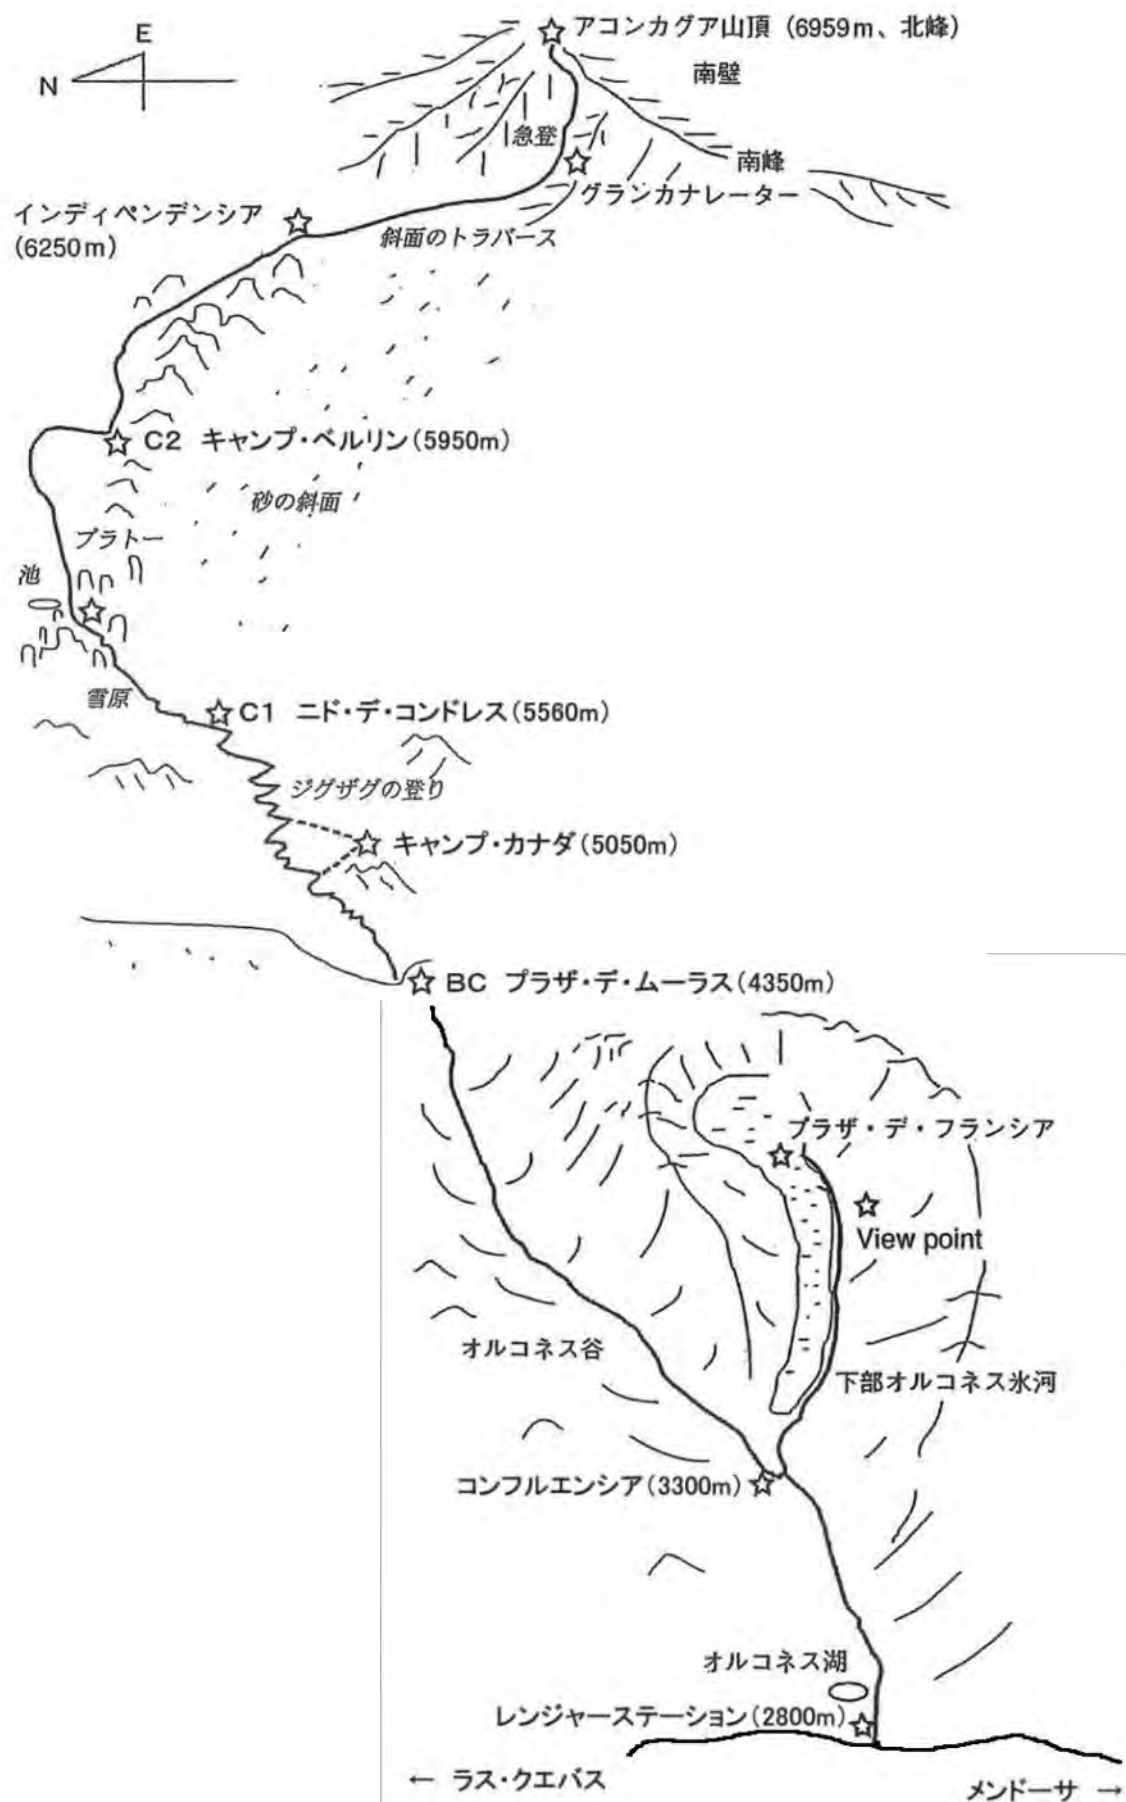 アコンカグア山頂 (6959m、北峰)
E
N
南壁
急登
南峰
グランカナレーター
インディペンデンシア
(6250m)
斜面のトラバース
C2 キャンプ・ベルリン(5950m)
砂の斜面
プラトー
池
雪原
C1 ニド・デ・コンドレス(5560m)
ジグザグの登り
キャンプ・カナダ(5050m)
BC プラザ・デ・ムーラス(4350m)
プラザ・デ・フランシア
View point
オルコネス谷
下部オルコネス氷河
コンフルエンシア(3300m)
オルコネス湖
レンジャーステーション(2800m)
← ラス・クエバス
メンドーサ →